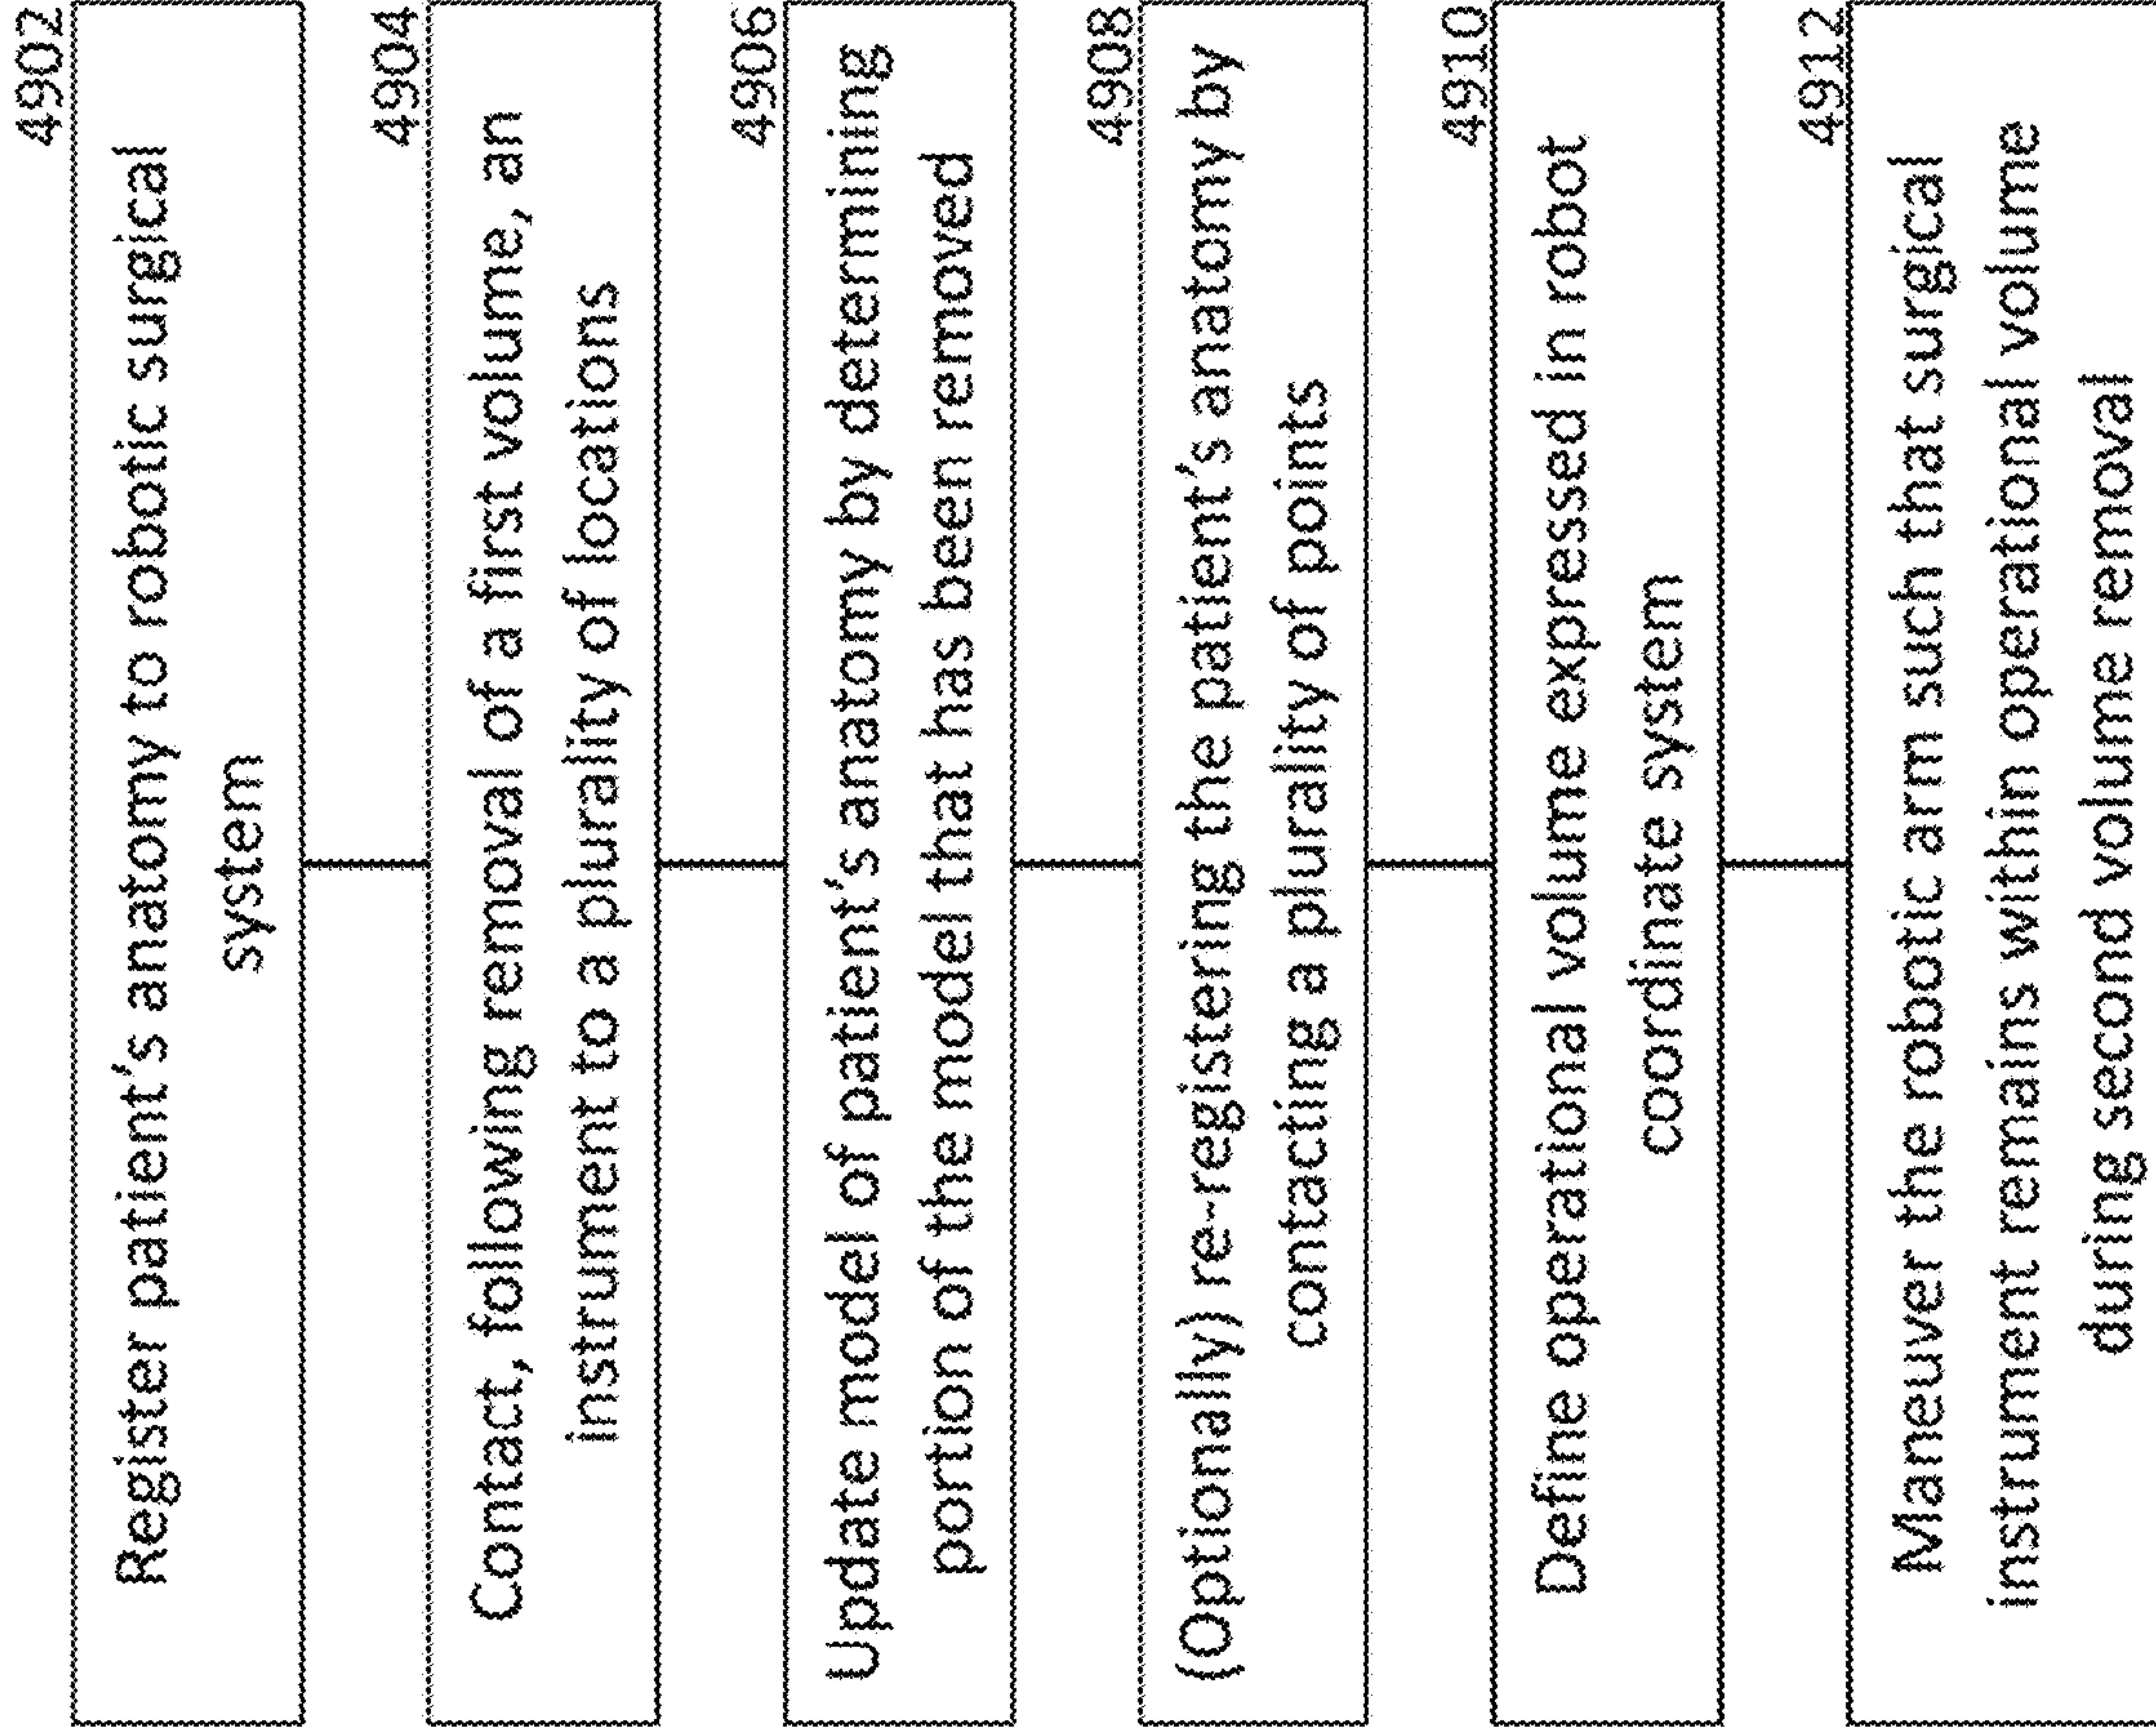 4902
Register patient's anatomy to robotic surgical
system
4904
Contact, following removal of a first volume, an
instrument to a plurality of locations
4906
Update model of patient's anatomy by determining
portion of the model that has been removed
4908
(Optionally) re-registering the patient's anatomy by
contacting a plurality of points
4910
Define operational volume expressed in robot
coordinate system
4912
Maneuver the robotic arm such that surgical
instrument remains within operational volume
during second volume removal